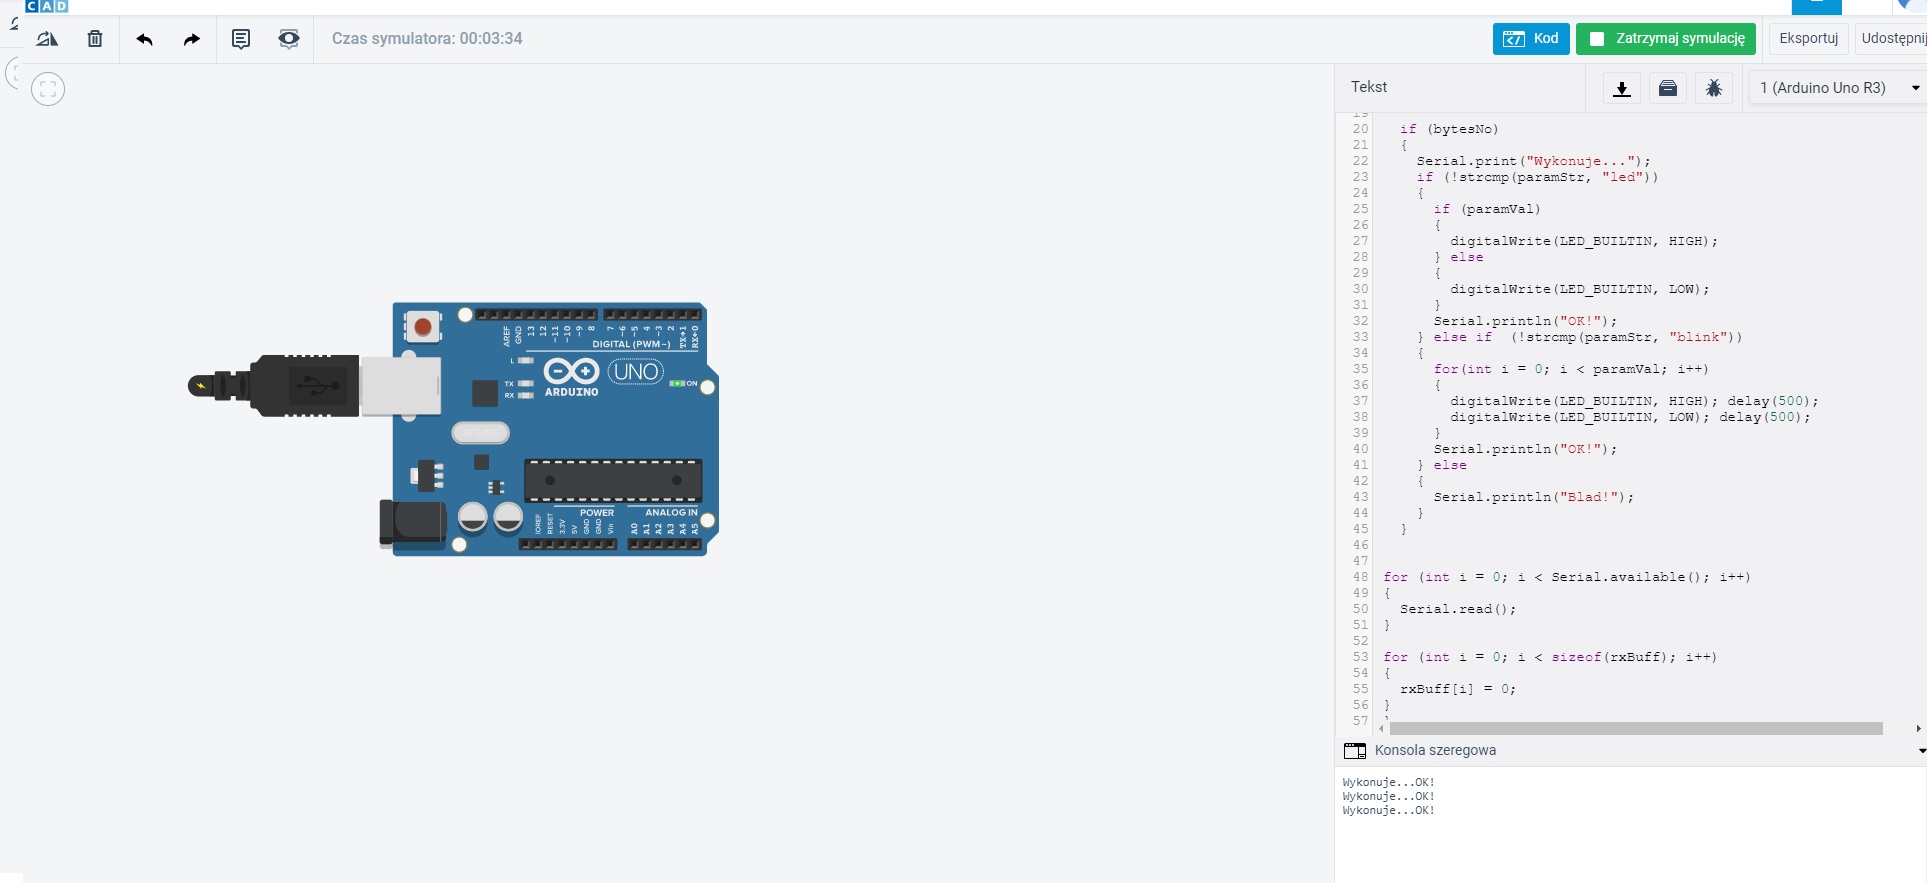 CAD
Czas symulatora: 00:03:34
Kod
Zatrzymaj symulację
Eksportuj
Udostępnij
Tekst
1 (Arduino Uno R3)
19
20 if (bytesNo)
21 {
22 Serial.print("Wykonuje...");
23 if (!strcmp(paramStr, "led"))
24 {
25 if (paramVal)
26 {
27 digitalWrite(LED_BUILTIN, HIGH);
28 } else
29 {
30 digitalWrite(LED_BUILTIN, LOW);
31 }
32 Serial.println("OK!");
33 } else if  (!strcmp(paramStr, "blink"))
34 {
35 for(int i = 0; i < paramVal; i++)
36 {
37 digitalWrite(LED_BUILTIN, HIGH); delay(500);
38 digitalWrite(LED_BUILTIN, LOW); delay(500);
39 }
40 Serial.println("OK!");
41 } else
42 {
43 Serial.println("Blad!");
44 }
45 }
46
47
48 for (int i = 0; i < Serial.available(); i++)
49 {
50 Serial.read();
51 }
52
53 for (int i = 0; i < sizeof(rxBuff); i++)
54 {
55 rxBuff[i] = 0;
56 }
57
Konsola szeregowa
Wykonuje...OK!
Wykonuje...OK!
Wykonuje...OK!
AREF
GND
13
12
~11
~10
~9
8
7
~6
~5
4
~3
2
TX→1
RX←0
DIGITAL (PWM~)
L
TX
RX
ARDUINO
UNO
ON
POWER
ANALOG IN
IOREF
RESET
3.3V
5V
GND
GND
Vin
A0
A1
A2
A3
A4
A5